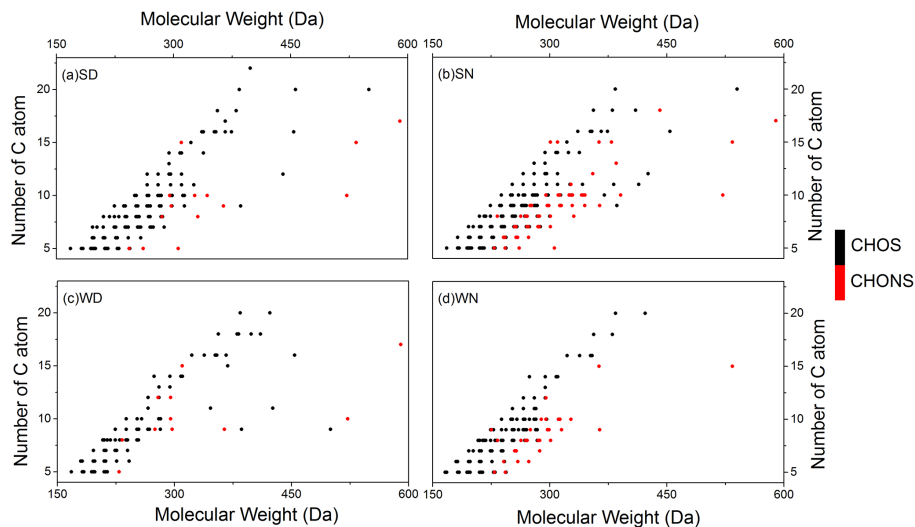 Molecular Weight (Da)
Molecular Weight (Da)
150 300 450 600
150 300 450 600
(a)SD
(b)SN
Number of C atom
20
15
10
5
20
15
10
5
Number of C atom
CHOS
CHONS
(c)WD
(d)WN
Number of C atom
20
15
10
5
20
15
10
5
Number of C atom
150 300 450 600
150 300 450 600
Molecular Weight (Da)
Molecular Weight (Da)